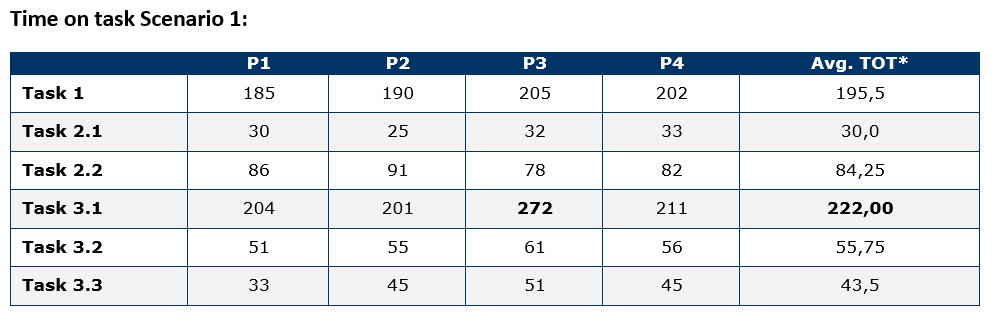 Time on task Scenario 1:
P1 P2 P3 P4 Avg. TOT*
Task 1 185 190 205 202 195,5
Task 2.1 30 25 32 33 30,0
Task 2.2 86 91 78 82 84,25
Task 3.1 204 201 272 211 222,00
Task 3.2 51 55 61 56 55,75
Task 3.3 33 45 51 45 43,5